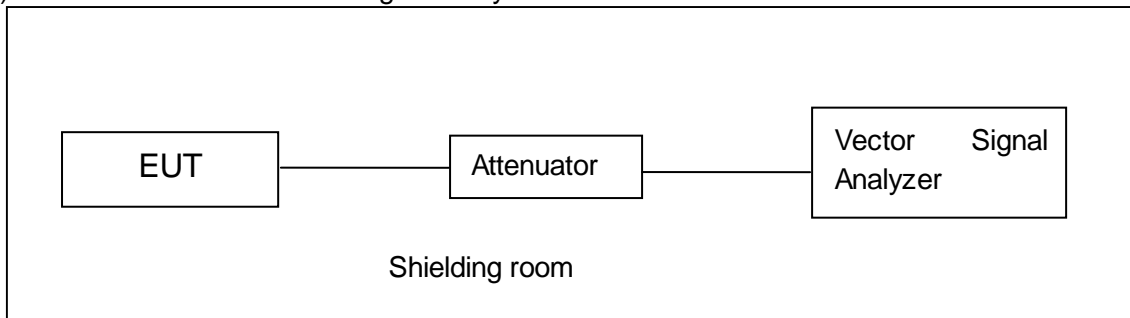 EUT
Attenuator
Vector Signal
Analyzer
Shielding room